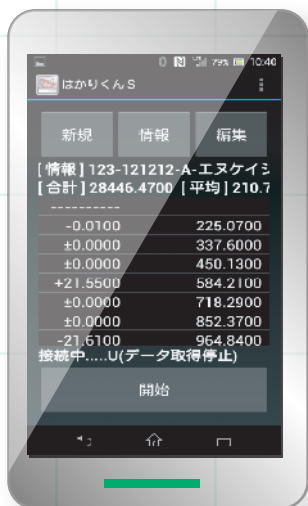 79% 10:40
はかりくんS
新規 情報 編集
[情報] 123-121212-A-エヌケイシ
[合計] 28446.4700 [平均] 210.7
----------
-0.0100 225.0700
±0.0000 337.6000
±0.0000 450.1300
+21.5500 584.2100
±0.0000 718.2900
±0.0000 852.3700
-21.6100 964.8400
接続中.....U(データ取得停止)
開始